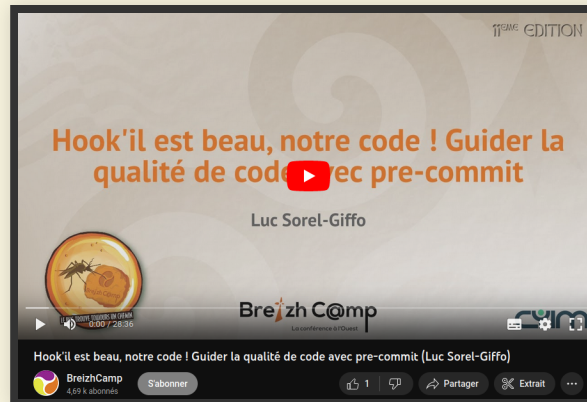 11ÈME EDITION
Hook'il est beau, notre code ! Guider la
qualité de code avec pre-commit
Luc Sorel-Giffo
Breizh C@mp
La conférence à l'Ouest
CYIM
0:00 / 28:36
Hook'il est beau, notre code ! Guider la qualité de code avec pre-commit (Luc Sorel-Giffo)
BreizhCamp
4,69 k abonnés
S'abonner
1
Partager
Extrait